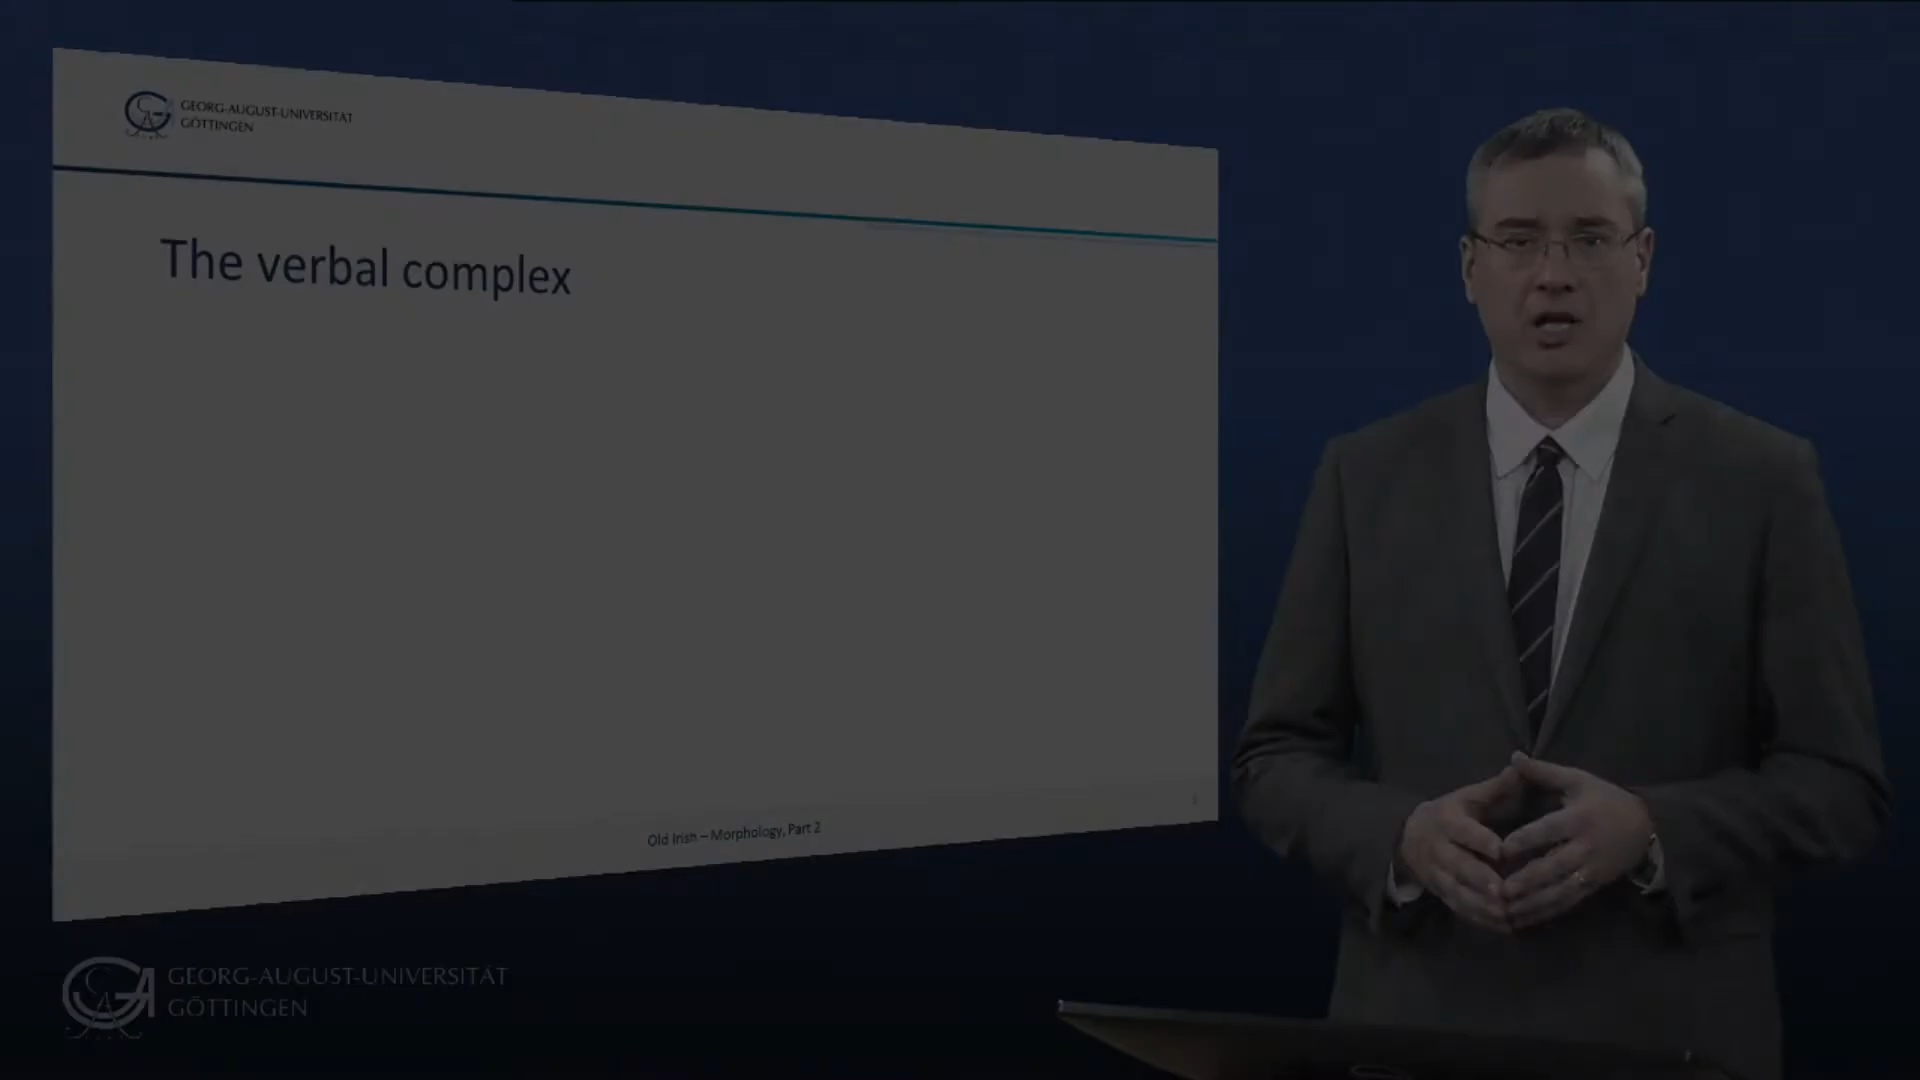 GEORG-AUGUST-UNIVERSITÄT
GÖTTINGEN
The verbal complex
Old Irish – Morphology, Part 2
GEORG-AUGUST-UNIVERSITÄT
GÖTTINGEN